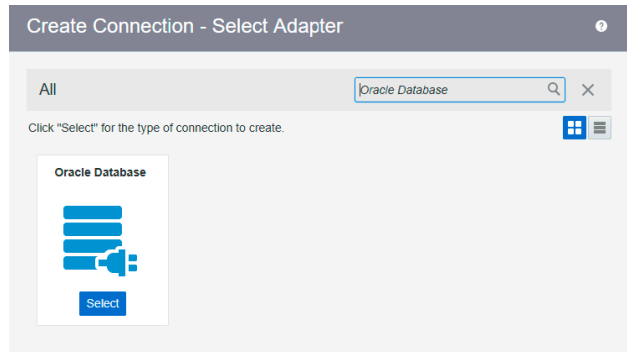 Create Connection - Select Adapter
?
All
Oracle Database
Click "Select" for the type of connection to create.
Oracle Database
Select